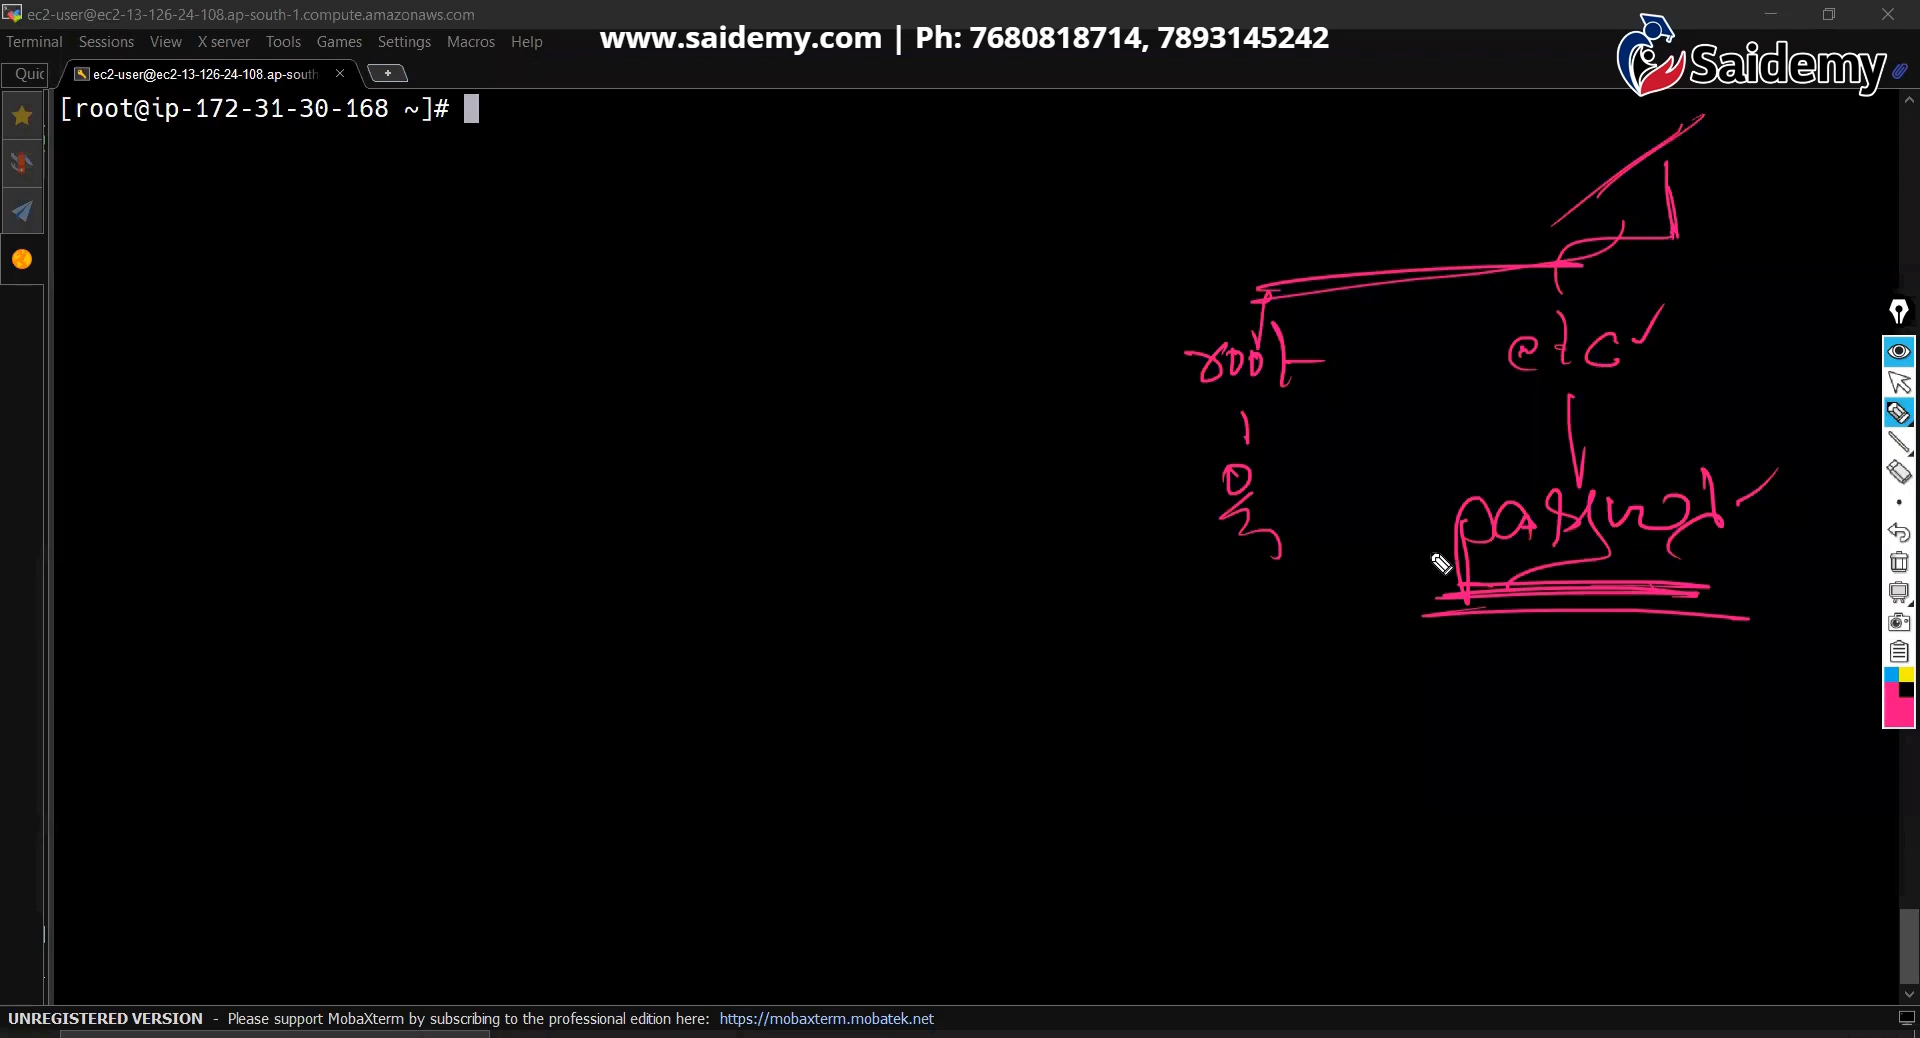 ec2-user@ec2-13-126-24-108.ap-south-1.compute.amazonaws.com
Terminal Sessions View X server Tools Games Settings Macros Help
www.saidemy.com | Ph: 7680818714, 7893145242
Saidemy
Quic
ec2-user@ec2-13-126-24-108.ap-south
[root@ip-172-31-30-168 ~]#
root
etc
UNREGISTERED VERSION - Please support MobaXterm by subscribing to the professional edition here: https://mobaxterm.mobatek.net